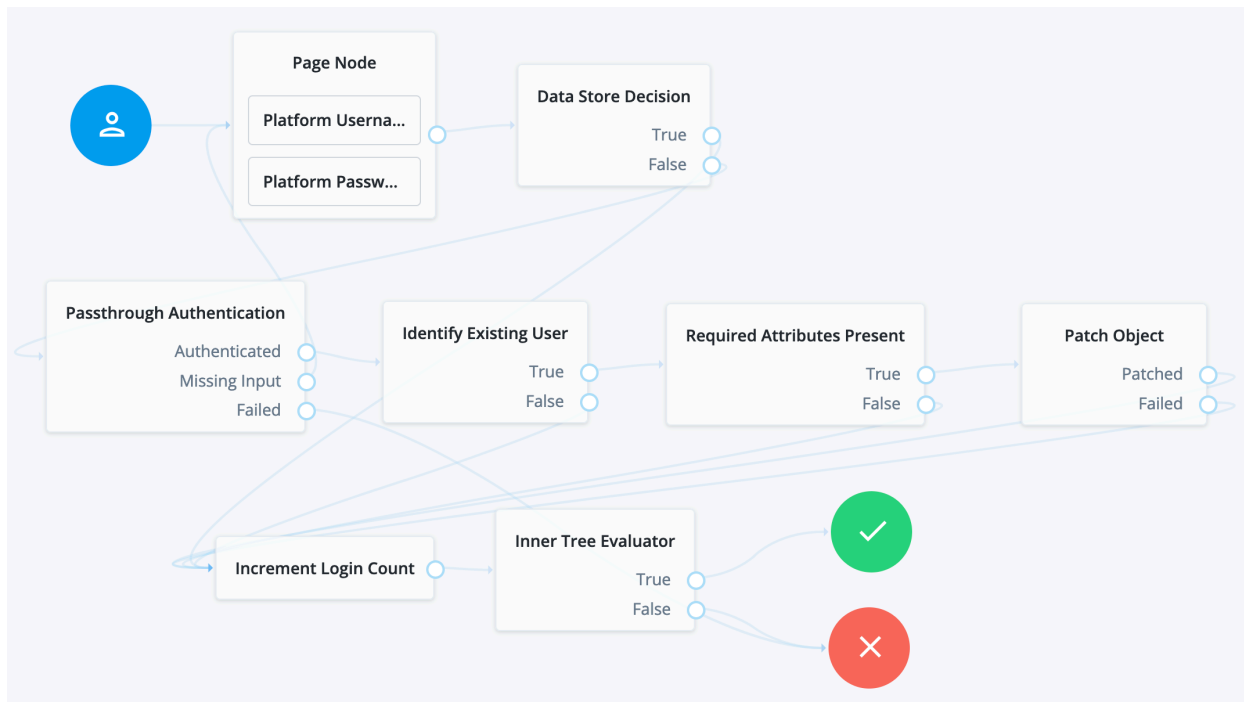 Page Node
Platform Userna...
Platform Passw...
Data Store Decision
True
False
Passthrough Authentication
Authenticated
Missing Input
Failed
Identify Existing User
True
False
Required Attributes Present
True
False
Patch Object
Patched
Failed
Increment Login Count
Inner Tree Evaluator
True
False